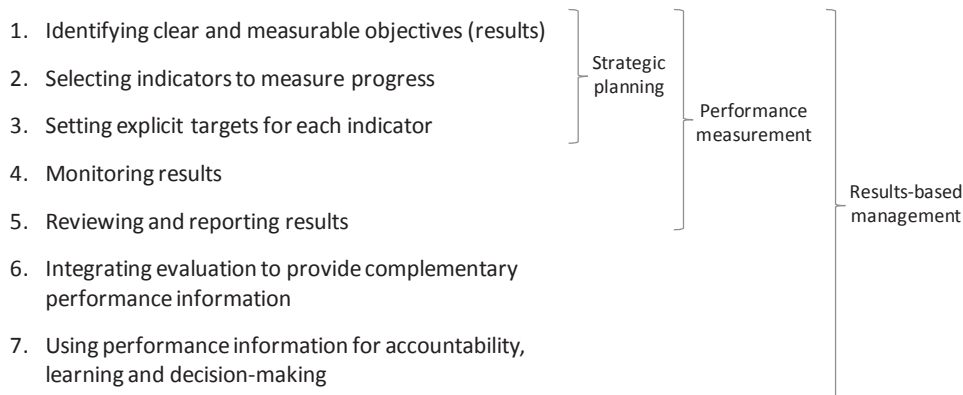 1. Identifying clear and measurable objectives (results)
2. Selecting indicators to measure progress
3. Setting explicit targets for each indicator
4. Monitoring results
5. Reviewing and reporting results
6. Integrating evaluation to provide complementary
performance information
7. Using performance information for accountability,
learning and decision-making
Strategic
planning
Performance
measurement
Results-based
management